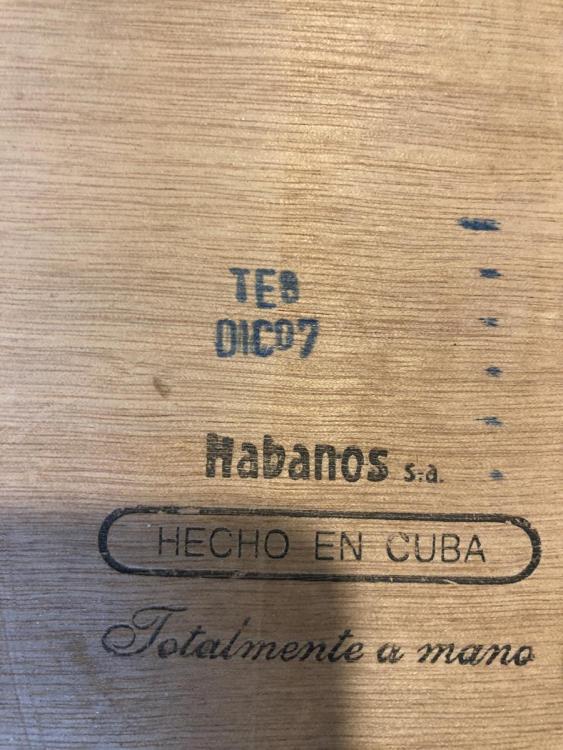 TEB
DIC07
Habanos s.a.
HECHO EN CUBA
Totalmente a mano